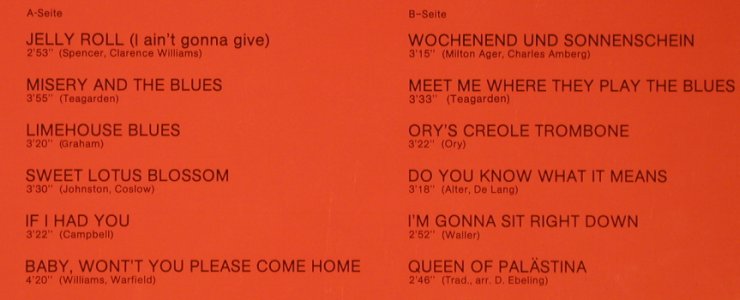 A-Seite
JELLY ROLL (I ain't gonna give)
2'53" (Spencer, Clarence Williams)
MISERY AND THE BLUES
3'55" (Teagarden)
LIMEHOUSE BLUES
3'20" (Graham)
SWEET LOTUS BLOSSOM
3'30" (Johnston, Coslow)
IF I HAD YOU
3'22" (Campbell)
BABY, WONT'T YOU PLEASE COME HOME
4'20" (Williams, Warfield)
B-Seite
WOCHENEND UND SONNENSCHEIN
3'15" (Milton Ager, Charles Amberg)
MEET ME WHERE THEY PLAY THE BLUES
3'33" (Teagarden)
ORY'S CREOLE TROMBONE
3'22" (Ory)
DO YOU KNOW WHAT IT MEANS
3'18" (Alter, De Lang)
I'M GONNA SIT RIGHT DOWN
2'52" (Waller)
QUEEN OF PALÄSTINA
2'46" (Trad., arr. D. Ebeling)